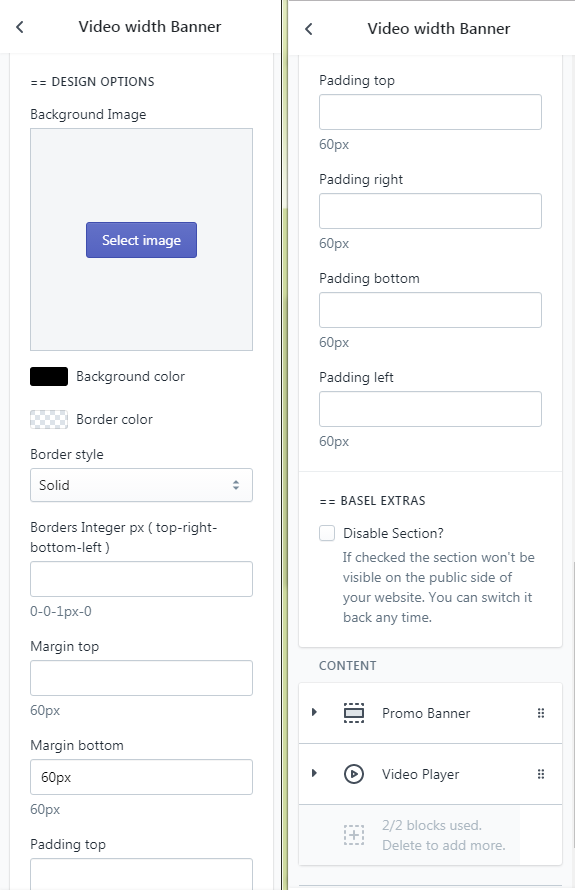 Video width Banner
== DESIGN OPTIONS
Background Image
Select image
Background color
Border color
Border style
Solid
Borders Integer px ( top-right-
bottom-left )
0-0-1px-0
Margin top
60px
Margin bottom
60px
60px
Padding top
Video width Banner
Padding top
60px
Padding right
60px
Padding bottom
60px
Padding left
60px
== BASEL EXTRAS
Disable Section?
If checked the section won't be
visible on the public side of
your website. You can switch it
back any time.
CONTENT
Promo Banner
Video Player
2/2 blocks used.
Delete to add more.